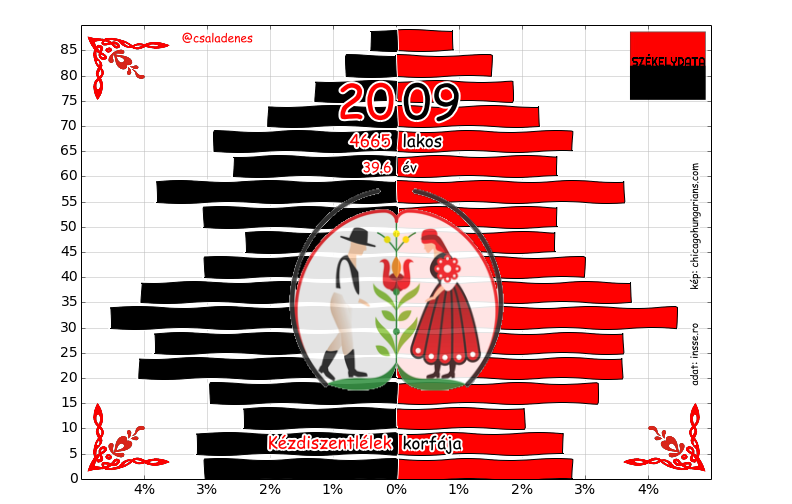 @csaladenes
SZÉKELYDATA
2009
4665 lakos
39.6 év
kép: chicagohungarians.com
adat: insse.ro
Kézdiszentlélek korfája
85
80
75
70
65
60
55
50
45
40
35
30
25
20
15
10
5
0
4% 3% 2% 1% 0% 1% 2% 3% 4%